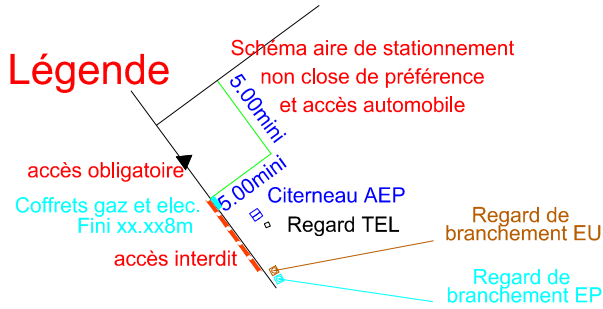 Légende
Schéma aire de stationnement
non close de préférence
et accès automobile
5.00mini
5.00mini
accès obligatoire
Coffrets gaz et elec.
Fini xx.xx8m
accès interdit
Citerneau AEP
Regard TEL
Regard de
branchement EU
Regard de
branchement EP